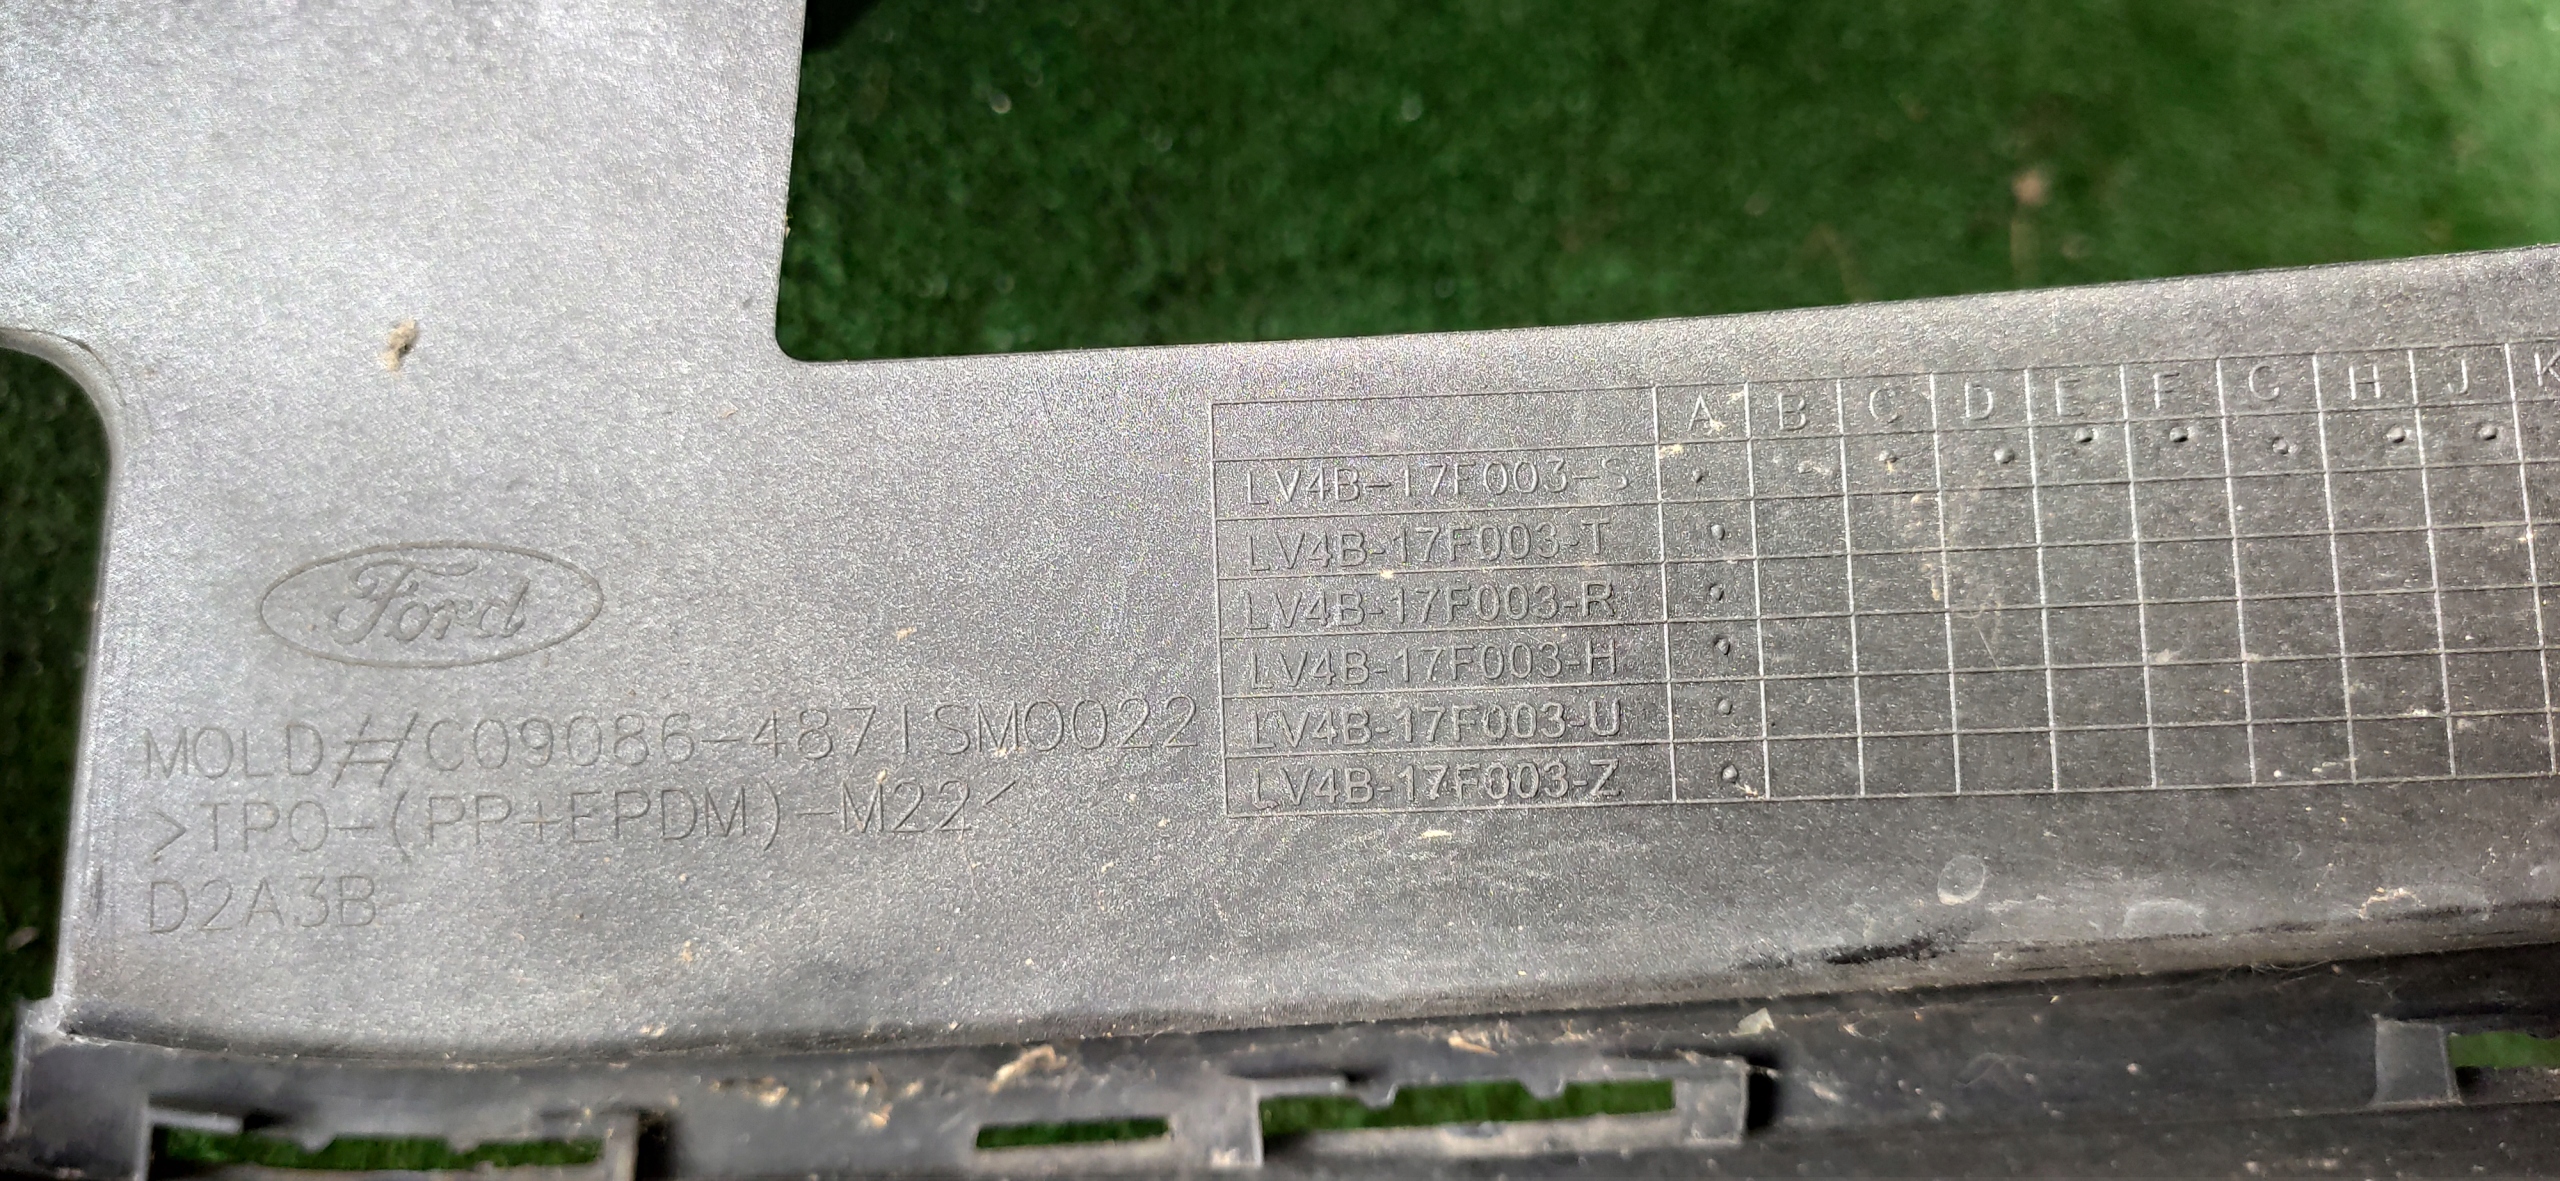 Ford
MOLD#C09086-4871SM0022
>TPO-(PP+EPDM)-M22<
D2A3B
A B C D E F G H J K
LV4B-17F003-S
LV4B-17F003-T
LV4B-17F003-R
LV4B-17F003-H
LV4B-17F003-U
LV4B-17F003-Z